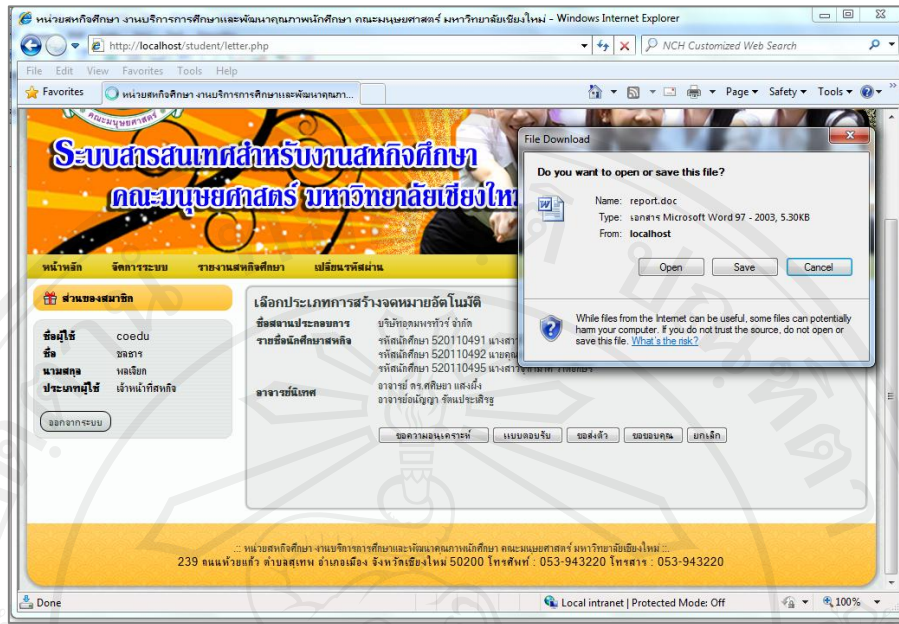 หน่วยสหกิจศึกษา งานบริการการศึกษาและพัฒนาคุณภาพนักศึกษา คณะมนุษยศาสตร์ มหาวิทยาลัยเชียงใหม่ - Windows Internet Explorer
http://localhost/student/letter.php
NCH Customized Web Search
File Edit View Favorites Tools Help
Favorites
หน่วยสหกิจศึกษา งานบริการการศึกษาและพัฒนาคุณภา...
Page Safety Tools
คณะมนุษยศาสตร์
ระบบสารสนเทศสำหรับงานสหกิจศึกษา
คณะมนุษยศาสตร์ มหาวิทยาลัยเชียงใหม่
หน้าหลัก จัดการระบบ รายงานสหกิจศึกษา เปลี่ยนรหัสผ่าน
File Download
Do you want to open or save this file?
Name: report.doc
Type: เอกสาร Microsoft Word 97 - 2003, 5.30KB
From: localhost
Open Save Cancel
While files from the Internet can be useful, some files can potentially
harm your computer. If you do not trust the source, do not open or
save this file. What's the risk?
ส่วนของสมาชิก
ชื่อผู้ใช้ coedu
ชื่อ ชลธาร
นามสกุล พลเจียก
ประเภทผู้ใช้ เจ้าหน้าที่สหกิจ
ออกจากระบบ
เลือกประเภทการสร้างจดหมายอัตโนมัติ
ชื่อสถานประกอบการ บริษัทอุดมพรทัวร์ จำกัด
รายชื่อนักศึกษาสหกิจ รหัสนักศึกษา 520110491
รหัสนักศึกษา 520110492
รหัสนักศึกษา 520110495
อาจารย์นิเทศ อาจารย์ ดร.ศศิษยา แสงผึ้ง
อาจารย์อนัญญา รัตนประเสริฐ
ขอความอนุเคราะห์ แบบตอบรับ ขอส่งตัว ขอขอบคุณ ยกเลิก
.:: หน่วยสหกิจศึกษา งานบริการการศึกษาและพัฒนาคุณภาพนักศึกษา คณะมนุษยศาสตร์ มหาวิทยาลัยเชียงใหม่ ::.
239 ถนนห้วยแก้ว ตำบลสุเทพ อำเภอเมือง จังหวัดเชียงใหม่ 50200 โทรศัพท์ : 053-943220 โทรสาร : 053-943220
Done
Local intranet | Protected Mode: Off
100%